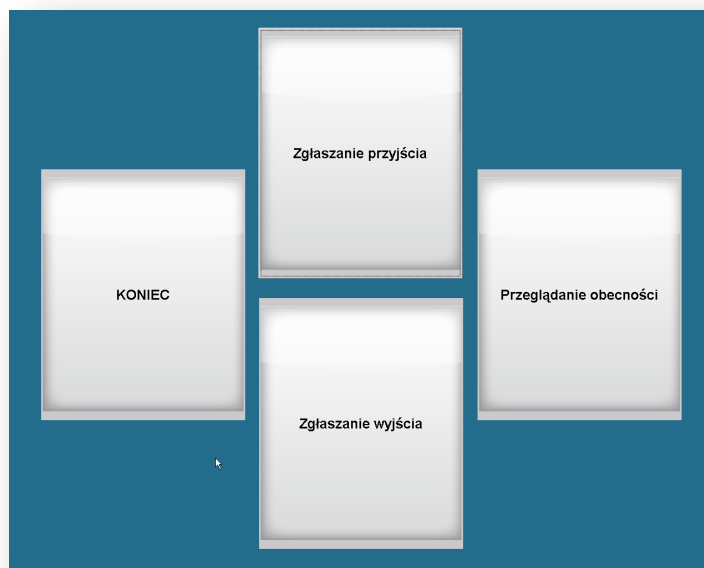 Zgłaszanie przyjścia
KONIEC
Przeglądanie obecności
Zgłaszanie wyjścia